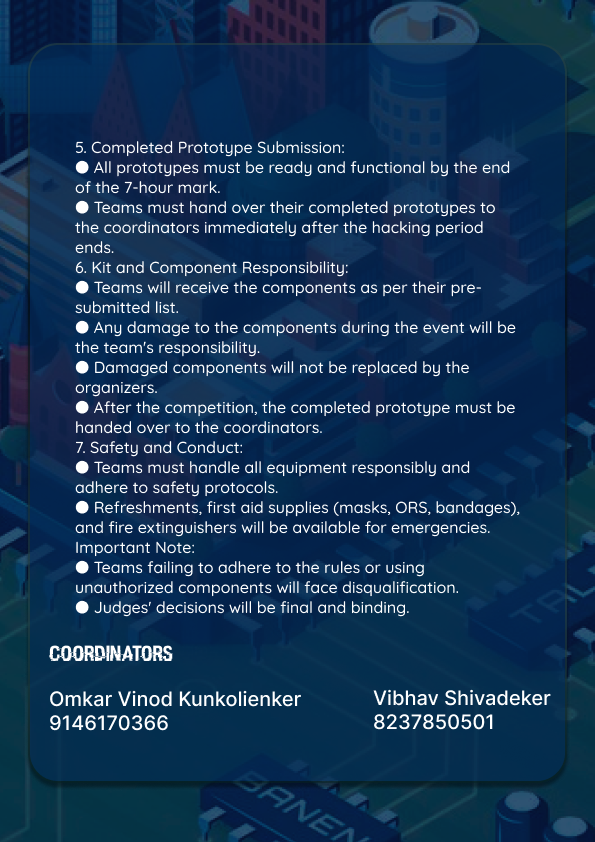 5. Completed Prototype Submission:
● All prototypes must be ready and functional by the end
of the 7-hour mark.
● Teams must hand over their completed prototypes to
the coordinators immediately after the hacking period
ends.
6. Kit and Component Responsibility:
● Teams will receive the components as per their pre-
submitted list.
● Any damage to the components during the event will be
the team's responsibility.
● Damaged components will not be replaced by the
organizers.
● After the competition, the completed prototype must be
handed over to the coordinators.
7. Safety and Conduct:
● Teams must handle all equipment responsibly and
adhere to safety protocols.
● Refreshments, first aid supplies (masks, ORS, bandages),
and fire extinguishers will be available for emergencies.
Important Note:
● Teams failing to adhere to the rules or using
unauthorized components will face disqualification.
● Judges' decisions will be final and binding.
COORDINATORS
Omkar Vinod Kunkolienker
9146170366
Vibhav Shivadeker
8237850501
BANEN